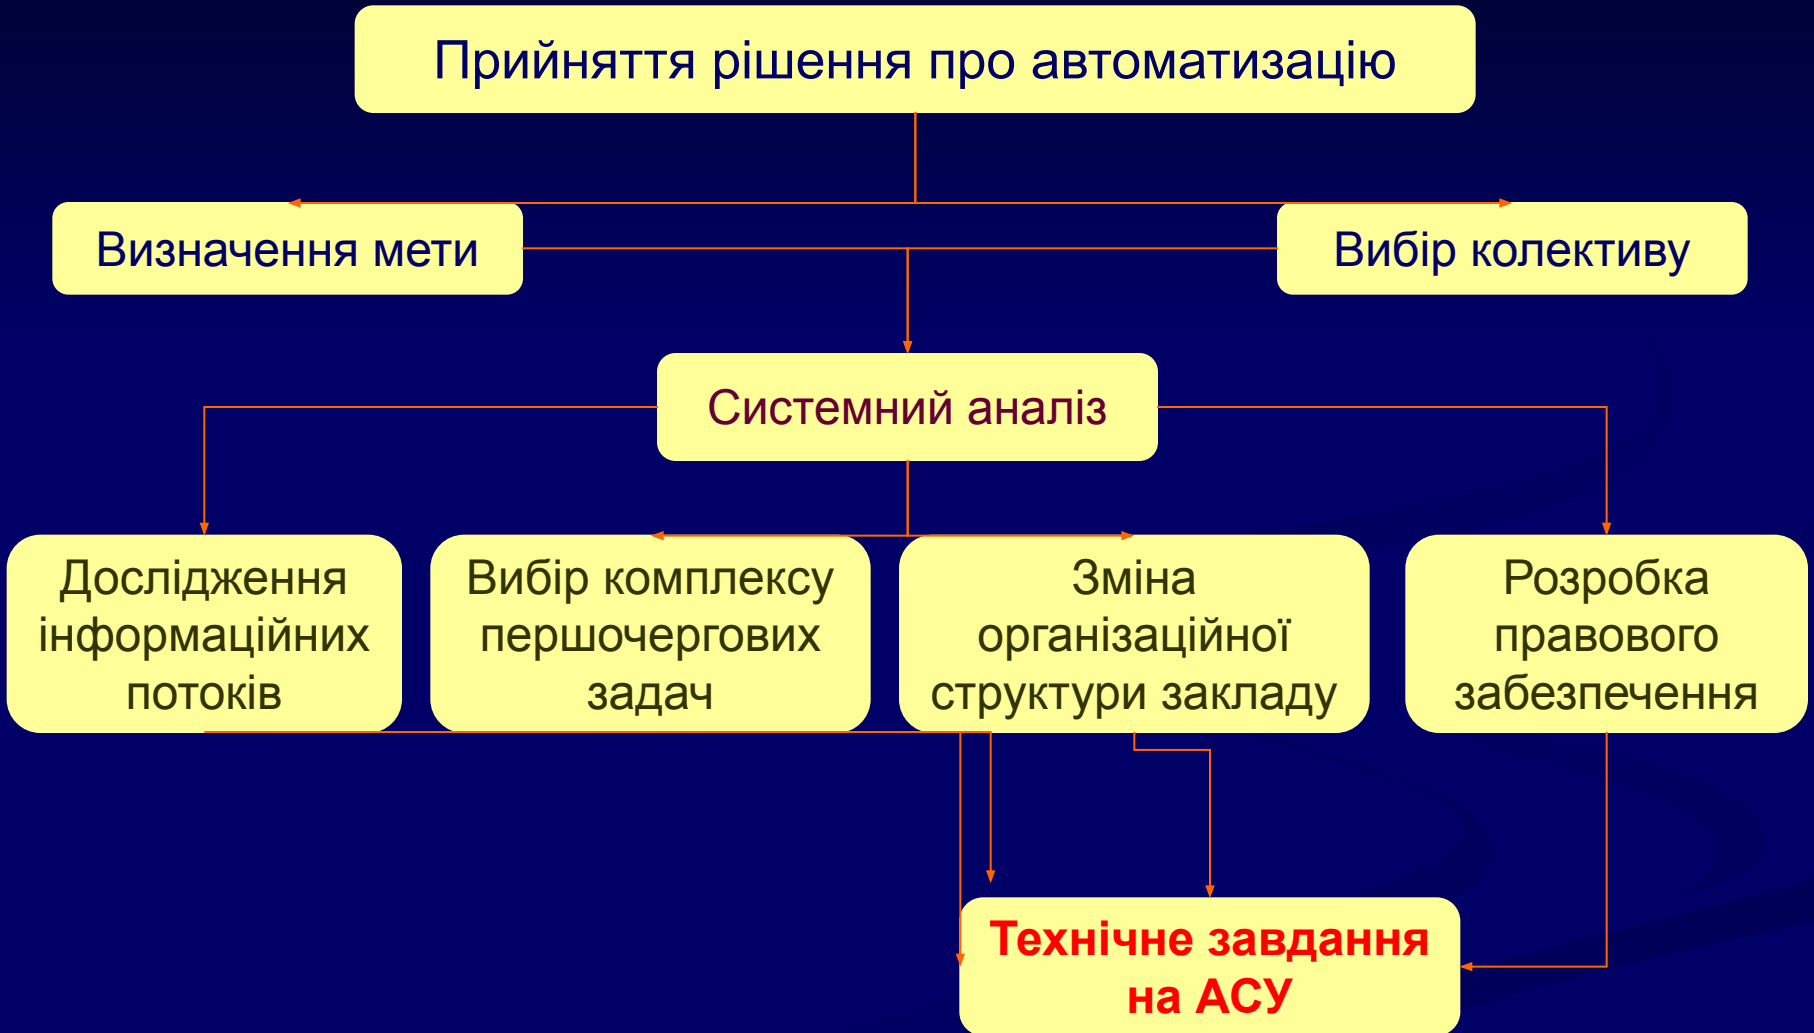 Прийняття рішення про автоматизацію
Визначення мети
Вибір колективу
Системний аналіз
Дослідження
інформаційних
потоків
Вибір комплексу
першочергових
задач
Зміна
організаційної
структури закладу
Розробка
правового
забезпечення
Технічне завдання
на АСУ